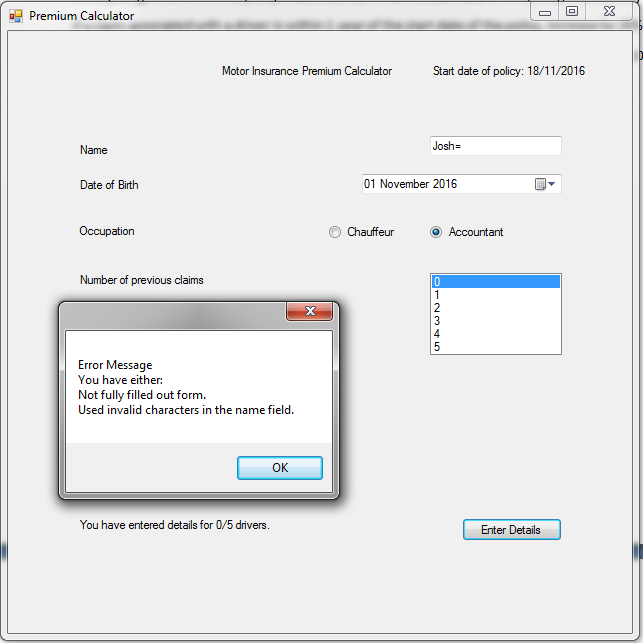 Premium Calculator
Motor Insurance Premium Calculator Start date of policy: 18/11/2016
Name Josh=
Date of Birth 01 November 2016
Occupation Chauffeur Accountant
Number of previous claims
0
1
2
3
4
5
Error Message
You have either:
Not fully filled out form.
Used invalid characters in the name field.
OK
You have entered details for 0/5 drivers.
Enter Details